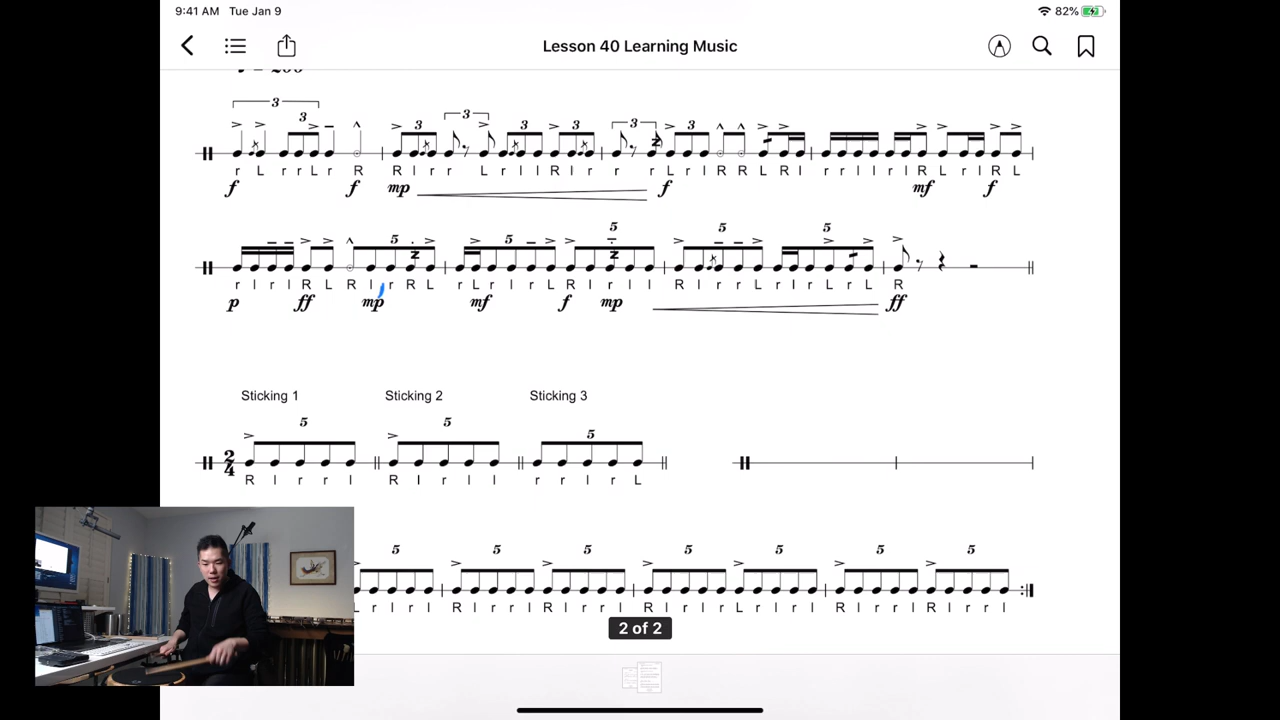 9:41 AM Tue Jan 9
82%
Lesson 40 Learning Music
3 3 3 3 3 3 3 3
r L r r L r R R l r r L r l l R l r r r L r l R R L R l r r l l r l R L r l R L
f f mp f mf f
5 5 5 5 5
r l r l R L R l r R L r L r l R L R l r l l R l r r L r l r L r L R
p ff mp mf f mp ff
Sticking 1 Sticking 2 Sticking 3
5 5 5
2
4
R l r r l R l r l l r r l r L
5 5 5 5 5 5 5
L r l r l R l r r l R l r r l R l r l r L r l r l R l r r l R l r r l
2 of 2